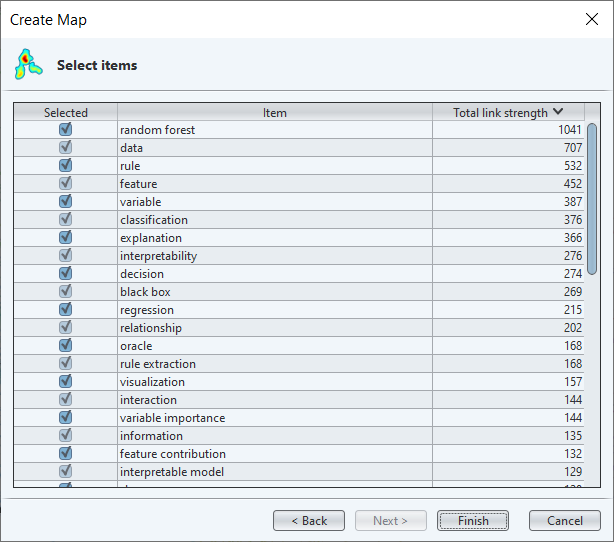 Create Map
Select items
Selected Item Total link strength
random forest 1041
data 707
rule 532
feature 452
variable 387
classification 376
explanation 366
interpretability 276
decision 274
black box 269
regression 215
relationship 202
oracle 168
rule extraction 168
visualization 157
interaction 144
variable importance 144
information 135
feature contribution 132
interpretable model 129
< Back Next > Finish Cancel